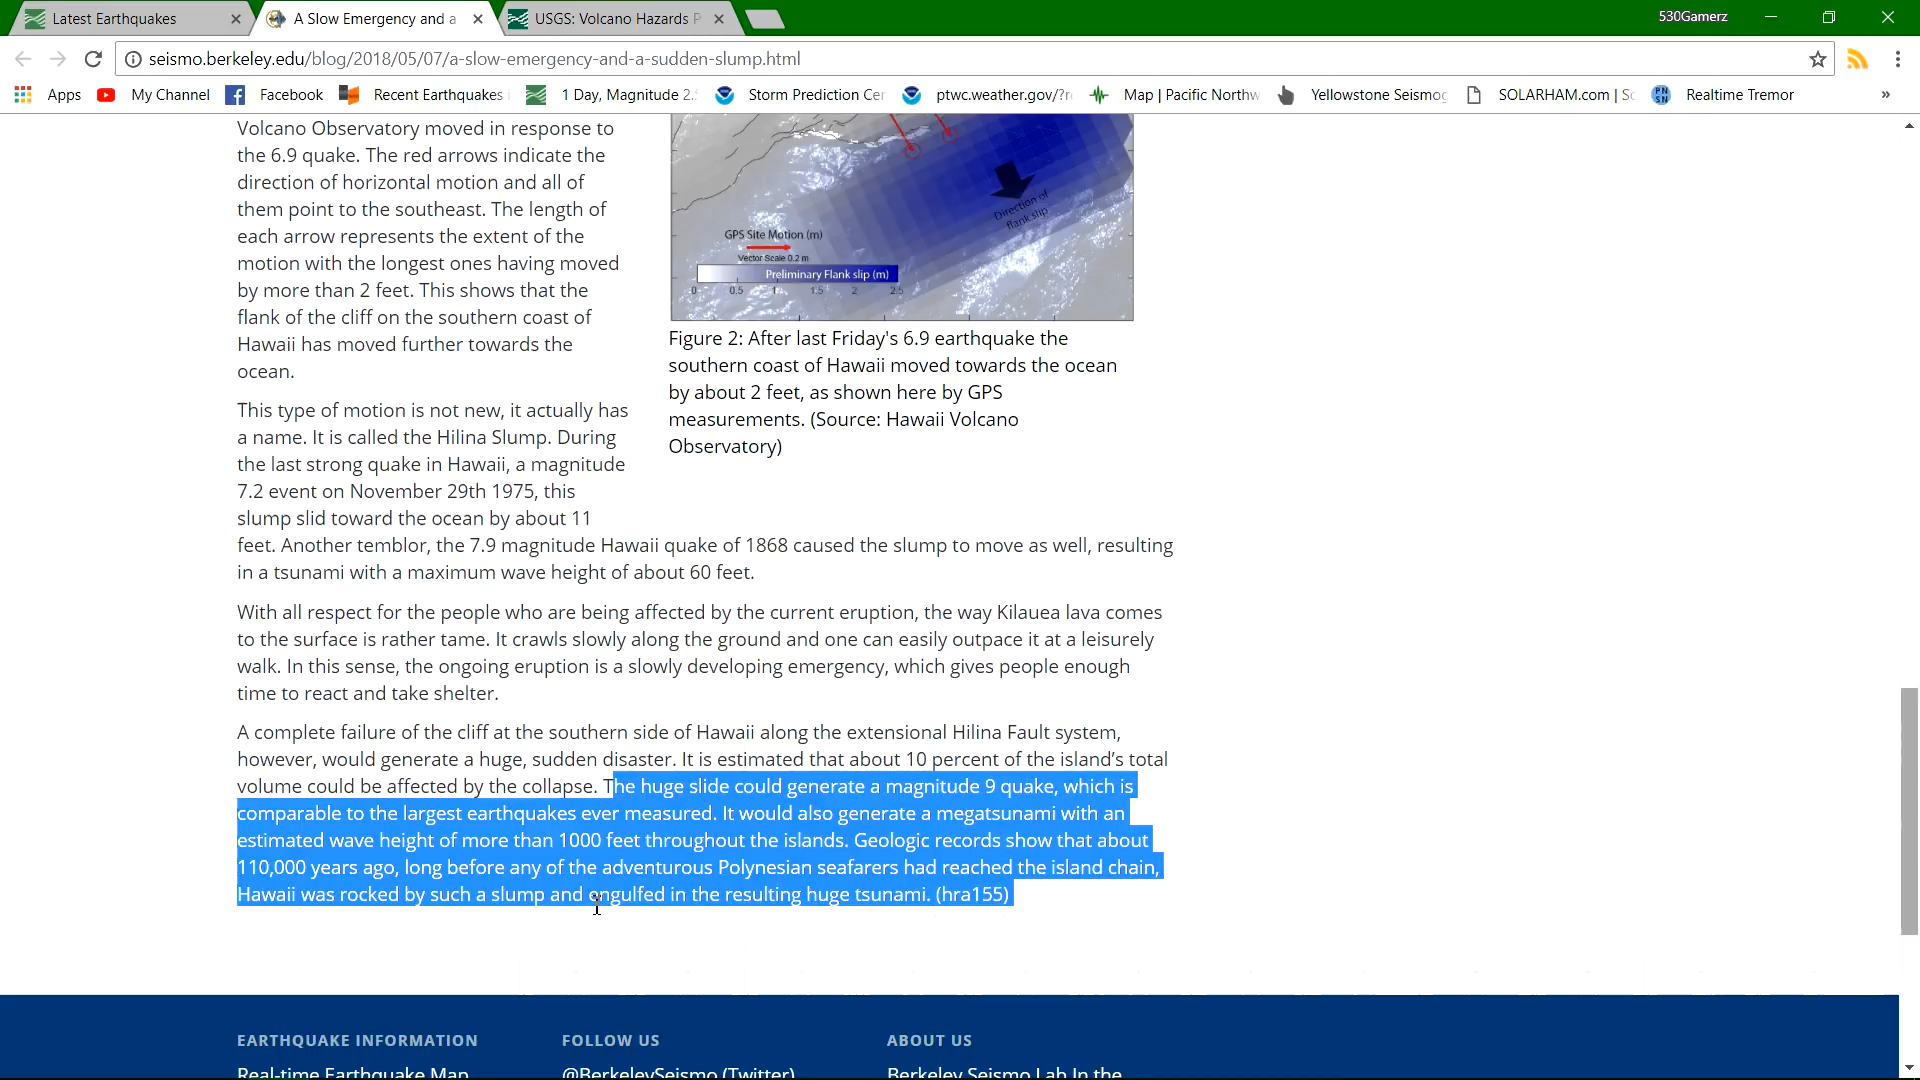 Latest Earthquakes
A Slow Emergency and a
USGS: Volcano Hazards P
530Gamerz
seismo.berkeley.edu/blog/2018/05/07/a-slow-emergency-and-a-sudden-slump.html
Apps
My Channel
Facebook
Recent Earthquakes
1 Day, Magnitude 2.
Storm Prediction Cer
ptwc.weather.gov/?r
Map | Pacific Northw
Yellowstone Seismog
SOLARHAM.com | So
Realtime Tremor
»
Volcano Observatory moved in response to
the 6.9 quake. The red arrows indicate the
direction of horizontal motion and all of
them point to the southeast. The length of
each arrow represents the extent of the
motion with the longest ones having moved
by more than 2 feet. This shows that the
flank of the cliff on the southern coast of
Hawaii has moved further towards the
ocean.
Direction of
flank slip
GPS Site Motion (m)
Vector Scale 0.2 m
Preliminary Flank slip (m)
0 0.5 1 1.5 2 2.5
Figure 2: After last Friday's 6.9 earthquake the
southern coast of Hawaii moved towards the ocean
by about 2 feet, as shown here by GPS
measurements. (Source: Hawaii Volcano
Observatory)
This type of motion is not new, it actually has
a name. It is called the Hilina Slump. During
the last strong quake in Hawaii, a magnitude
7.2 event on November 29th 1975, this
slump slid toward the ocean by about 11
feet. Another temblor, the 7.9 magnitude Hawaii quake of 1868 caused the slump to move as well, resulting
in a tsunami with a maximum wave height of about 60 feet.
With all respect for the people who are being affected by the current eruption, the way Kilauea lava comes
to the surface is rather tame. It crawls slowly along the ground and one can easily outpace it at a leisurely
walk. In this sense, the ongoing eruption is a slowly developing emergency, which gives people enough
time to react and take shelter.
A complete failure of the cliff at the southern side of Hawaii along the extensional Hilina Fault system,
however, would generate a huge, sudden disaster. It is estimated that about 10 percent of the island's total
volume could be affected by the collapse. The huge slide could generate a magnitude 9 quake, which is
comparable to the largest earthquakes ever measured. It would also generate a megatsunami with an
estimated wave height of more than 1000 feet throughout the islands. Geologic records show that about
110,000 years ago, long before any of the adventurous Polynesian seafarers had reached the island chain,
Hawaii was rocked by such a slump and engulfed in the resulting huge tsunami. (hra155)
EARTHQUAKE INFORMATION
FOLLOW US
ABOUT US
Real-time Earthquake Map
@BerkeleySeismo (Twitter)
Berkeley Seismo Lab In the